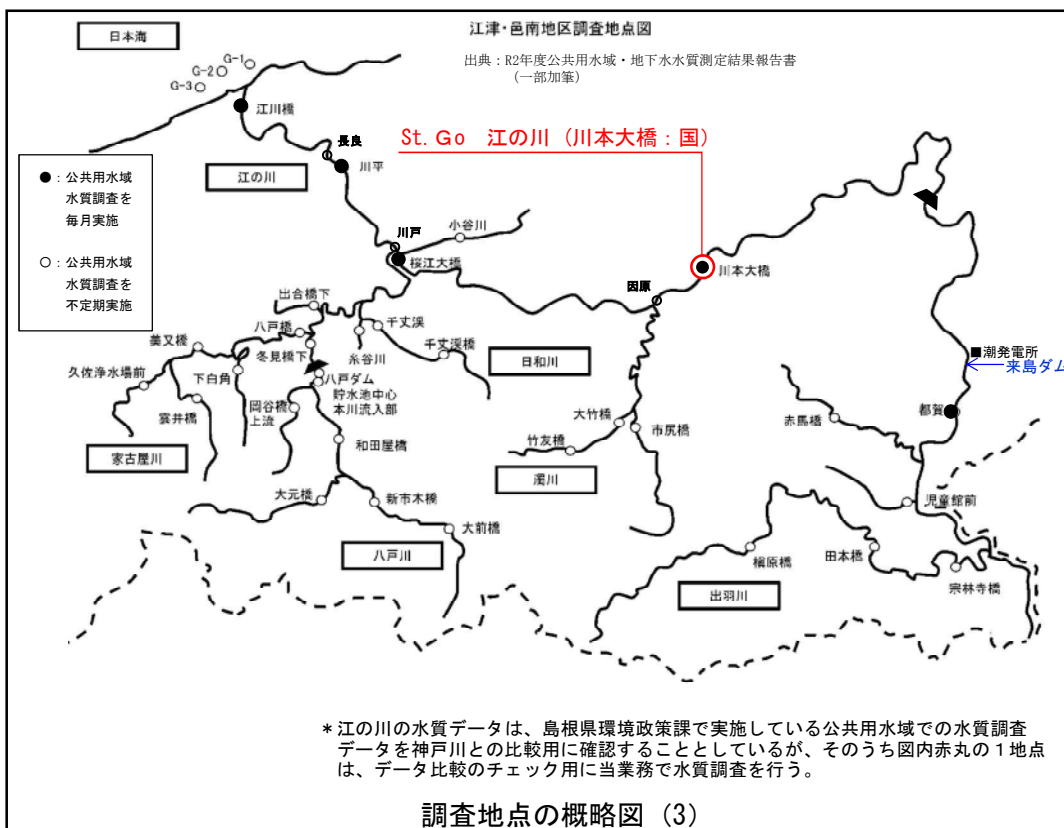 江津・邑南地区調査地点図
出典：R2年度公共用水域・地下水水質測定結果報告書
（一部加筆）
日本海
G-1
G-2
G-3
江川橋
St. Go 江の川（川本大橋：国）
長良
川平
江の川
●：公共用水域
水質調査を
毎月実施
○：公共用水域
水質調査を
不定期実施
小谷川
川戸
桜江大橋
川本大橋
因原
出合橋下
八戸橋
千丈渓
美又橋
冬見橋下
糸谷川
千丈渓橋
日和川
■潮発電所
来島ダム
久佐浄水場前
下白角
八戸ダム
貯水池中心
本川流入部
岡谷橋
上流
雲井橋
都賀
赤馬橋
大竹橋
市尻橋
和田屋橋
竹友橋
家古屋川
濁川
大元橋
新市木橋
児童館前
大前橋
八戸川
槇原橋
田本橋
宗林寺橋
出羽川
＊江の川の水質データは、島根県環境政策課で実施している公共用水域での水質調査
データを神戸川との比較用に確認することとしているが、そのうち図内赤丸の１地点
は、データ比較のチェック用に当業務で水質調査を行う。
調査地点の概略図（3）